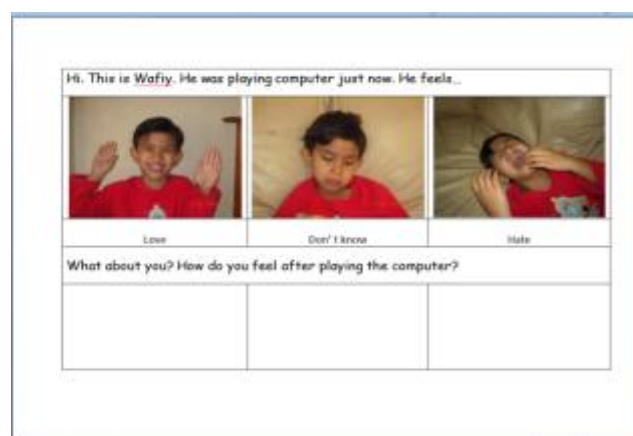 Hi. This is Wafiy. He was playing computer just now. He feels…
Love
Don't know
Hate
What about you? How do you feel after playing the computer?